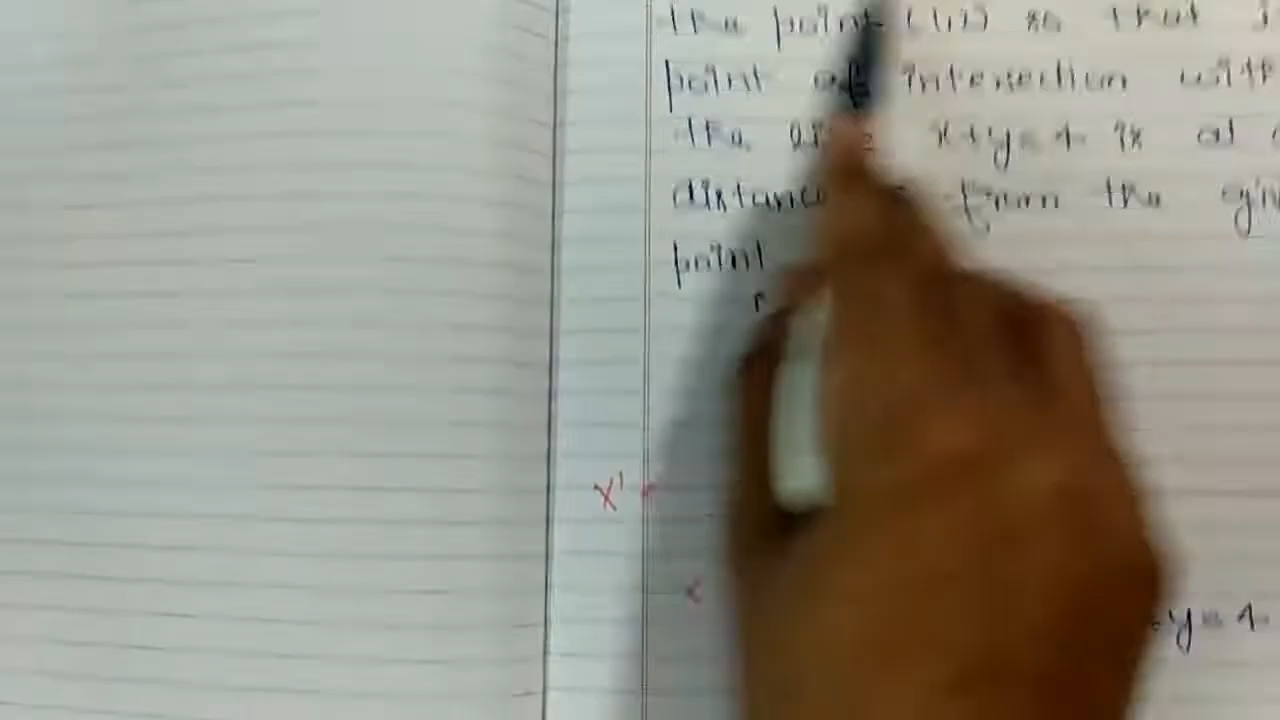 the point (1,2) so that
point of intersection with
the line x+y=4 is at
distance from the given
point
X'
x
y=4